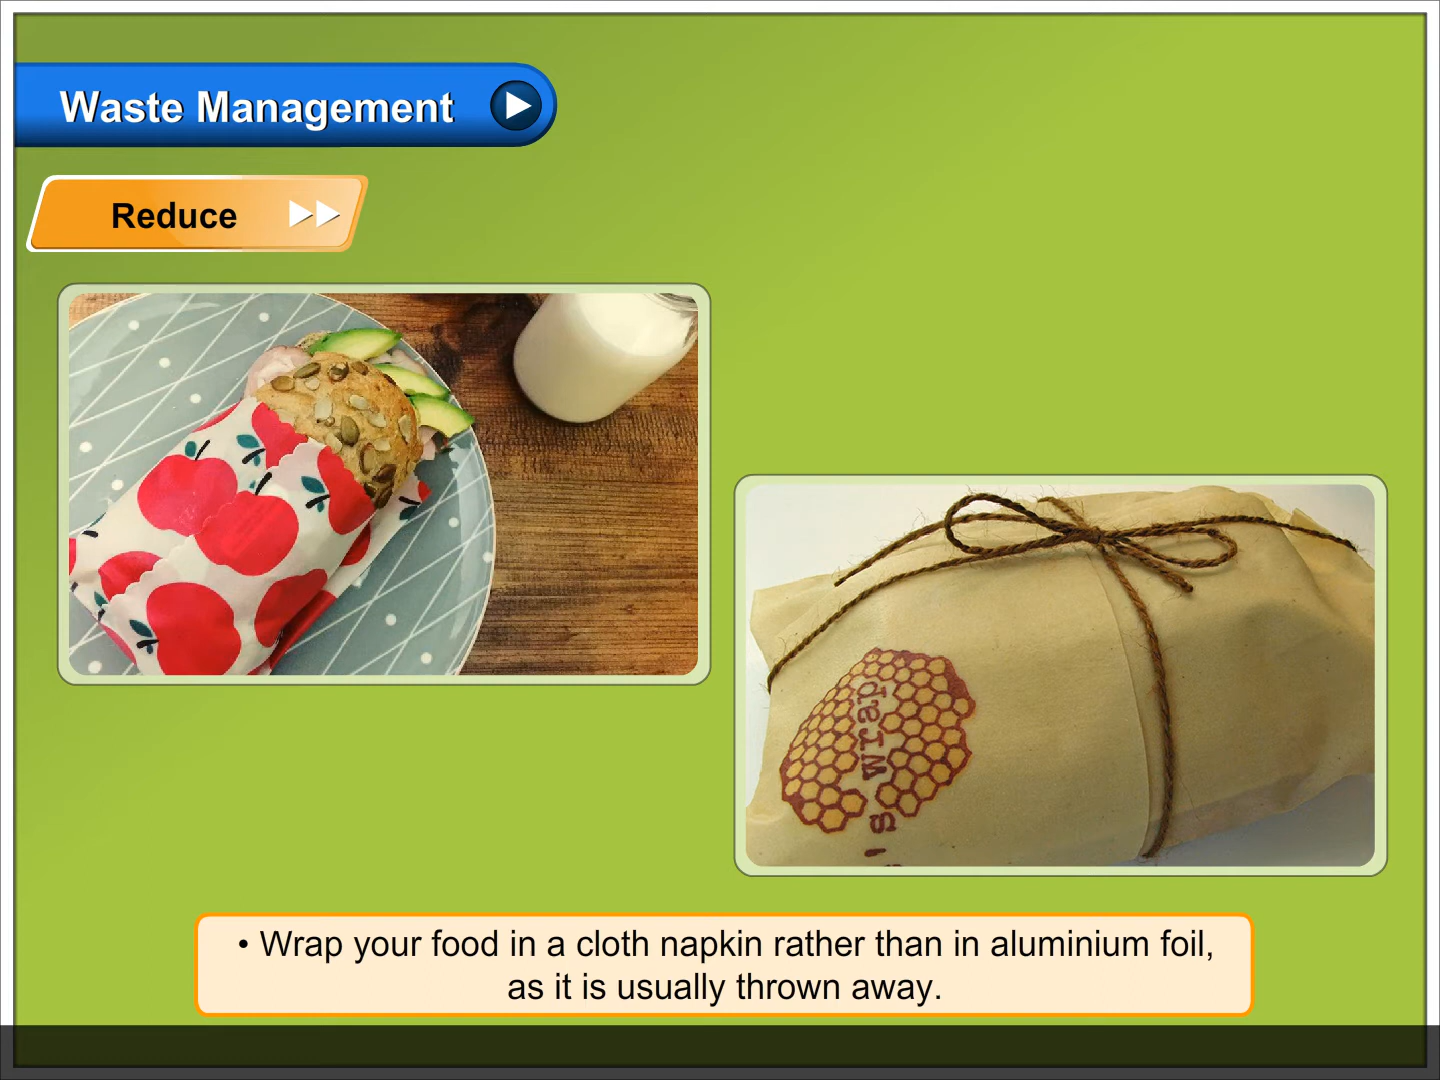 Waste Management
Reduce
wrap
• Wrap your food in a cloth napkin rather than in aluminium foil,
as it is usually thrown away.